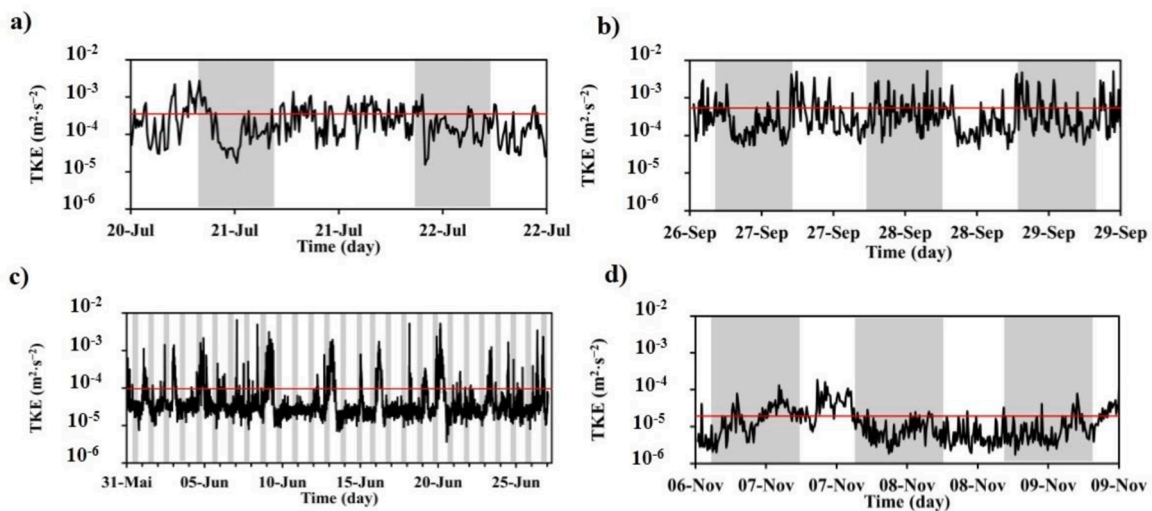 a)
10⁻²
10⁻³
10⁻⁴
10⁻⁵
10⁻⁶
TKE (m²·s⁻²)
20-Jul 21-Jul 21-Jul 22-Jul 22-Jul
Time (day)
b)
10⁻²
10⁻³
10⁻⁴
10⁻⁵
10⁻⁶
TKE (m²·s⁻²)
26-Sep 27-Sep 27-Sep 28-Sep 28-Sep 29-Sep 29-Sep
Time (day)
c)
10⁻²
10⁻³
10⁻⁴
10⁻⁵
10⁻⁶
TKE (m²·s⁻²)
31-Mai 05-Jun 10-Jun 15-Jun 20-Jun 25-Jun
Time (day)
d)
10⁻²
10⁻³
10⁻⁴
10⁻⁵
10⁻⁶
TKE (m²·s⁻²)
06-Nov 07-Nov 07-Nov 08-Nov 08-Nov 09-Nov 09-Nov
Time (day)